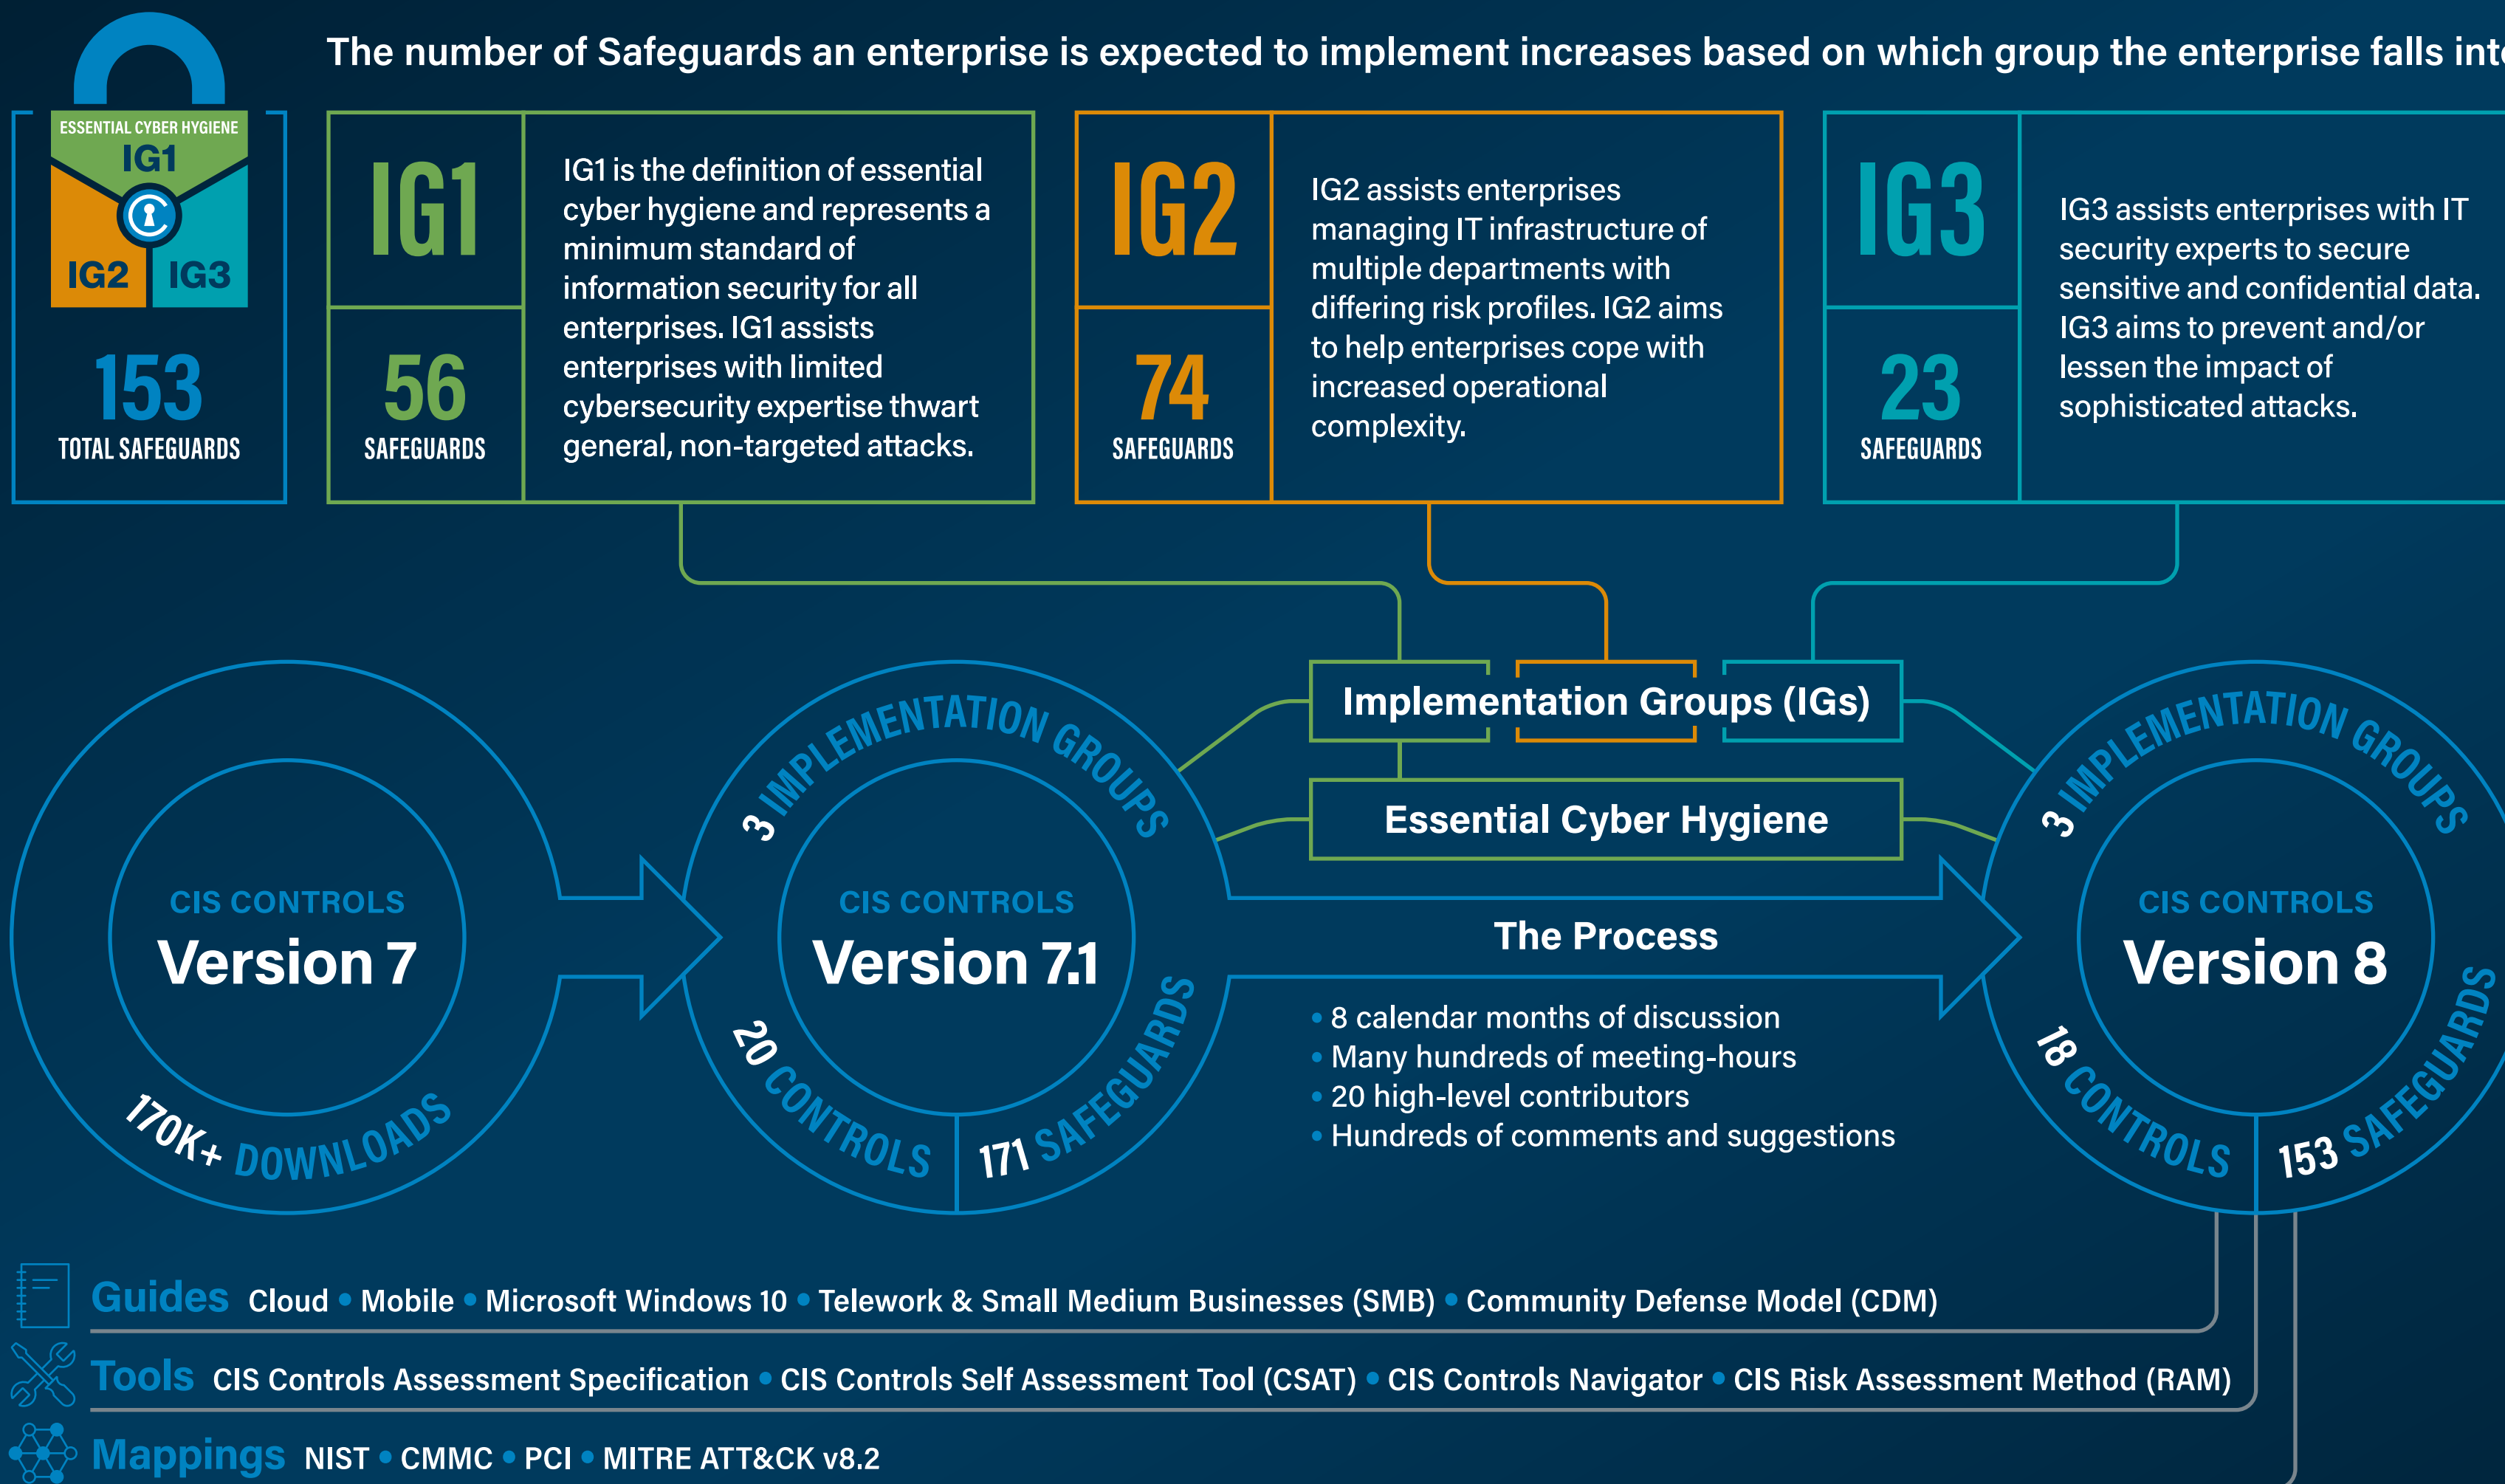 The number of Safeguards an enterprise is expected to implement increases based on which group the enterprise falls into
ESSENTIAL CYBER HYGIENE
IG1
IG2
IG3
153
TOTAL SAFEGUARDS
IG1
56
SAFEGUARDS
IG1 is the definition of essential
cyber hygiene and represents a
minimum standard of
information security for all
enterprises. IG1 assists
enterprises with limited
cybersecurity expertise thwart
general, non-targeted attacks.
IG2
74
SAFEGUARDS
IG2 assists enterprises
managing IT infrastructure of
multiple departments with
differing risk profiles. IG2 aims
to help enterprises cope with
increased operational
complexity.
IG3
23
SAFEGUARDS
IG3 assists enterprises with IT
security experts to secure
sensitive and confidential data.
IG3 aims to prevent and/or
lessen the impact of
sophisticated attacks.
Implementation Groups (IGs)
Essential Cyber Hygiene
CIS CONTROLS
Version 7
170K+ DOWNLOADS
3 IMPLEMENTATION GROUPS
CIS CONTROLS
Version 7.1
20 CONTROLS
171 SAFEGUARDS
The Process
• 8 calendar months of discussion
• Many hundreds of meeting-hours
• 20 high-level contributors
• Hundreds of comments and suggestions
3 IMPLEMENTATION GROUPS
CIS CONTROLS
Version 8
18 CONTROLS
153 SAFEGUARDS
Guides Cloud • Mobile • Microsoft Windows 10 • Telework & Small Medium Businesses (SMB) • Community Defense Model (CDM)
Tools CIS Controls Assessment Specification • CIS Controls Self Assessment Tool (CSAT) • CIS Controls Navigator • CIS Risk Assessment Method (RAM)
Mappings NIST • CMMC • PCI • MITRE ATT&CK v8.2